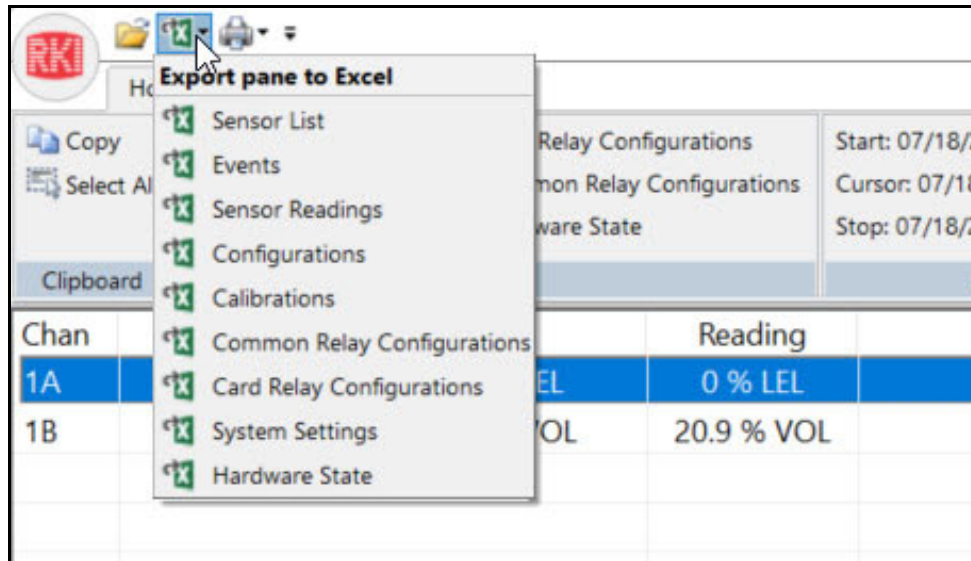 RKI
Export pane to Excel
Sensor List
Events
Sensor Readings
Configurations
Calibrations
Common Relay Configurations
Card Relay Configurations
System Settings
Hardware State
Copy
Select Al
Clipboard
Relay Configurations
mon Relay Configurations
ware State
Start: 07/18/
Cursor: 07/18
Stop: 07/18/
Chan Reading
1A EL 0 % LEL
1B VOL 20.9 % VOL